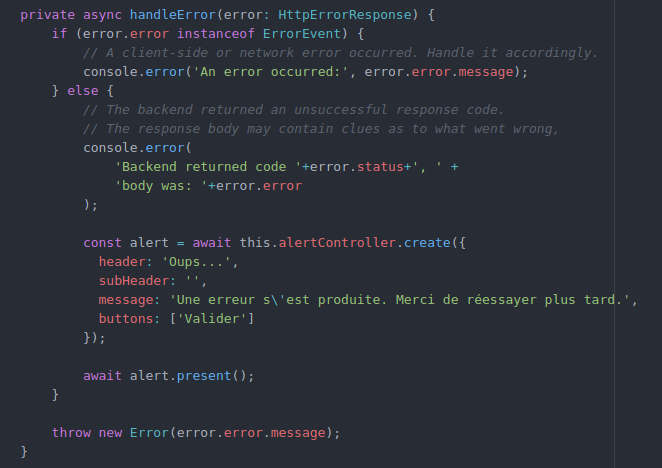 private async handleError(error: HttpErrorResponse) {
if (error.error instanceof ErrorEvent) {
// A client-side or network error occurred. Handle it accordingly.
console.error('An error occurred:', error.error.message);
} else {
// The backend returned an unsuccessful response code.
// The response body may contain clues as to what went wrong,
console.error(
'Backend returned code '+error.status+', ' +
'body was: '+error.error
);
const alert = await this.alertController.create({
header: 'Oups...',
subHeader: '',
message: 'Une erreur s\'est produite. Merci de réessayer plus tard.',
buttons: ['Valider']
});
await alert.present();
}
throw new Error(error.error.message);
}